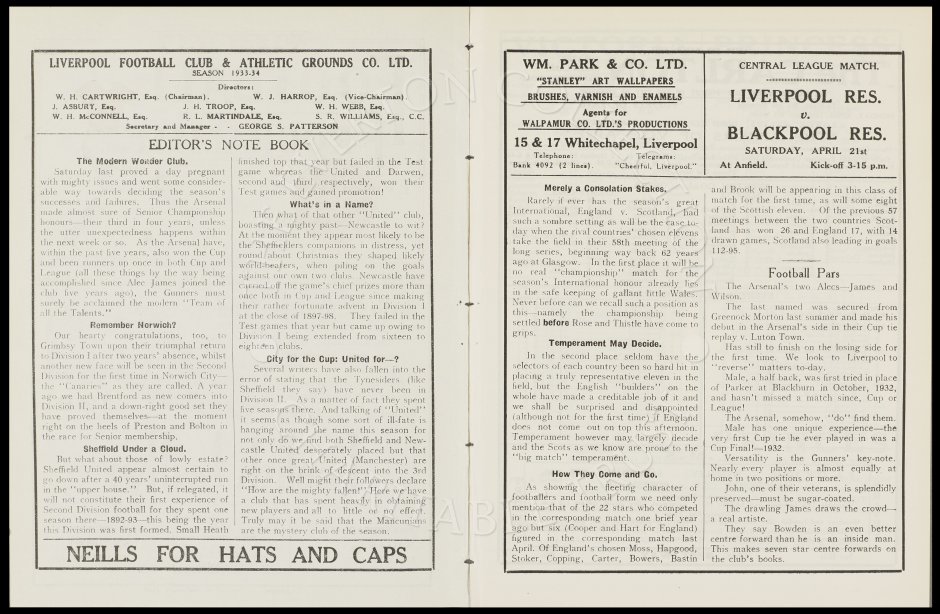 LIVERPOOL FOOTBALL CLUB & ATHLETIC GROUNDS CO. LTD.
SEASON 1933-34
Directors:
W. H. CARTWRIGHT, Esq. (Chairman). W. J. HARROP, Esq. (Vice-Chairman).
J. ASBURY, Esq. J. H. TROOP, Esq. W. H. WEBB, Esq.
W. H. McCONNELL, Esq. R. L. MARTINDALE, Esq. S. R. WILLIAMS, Esq., C.C.
Secretary and Manager - - GEORGE S. PATTERSON
EDITOR'S NOTE BOOK
The Modern Wonder Club.
Saturday last proved a day pregnant
with mighty issues and went some consider-
able way towards deciding the season's
successes and failures. Thus the Arsenal
made almost sure of Senior Championship
honours—their third in four years, unless
the utter unexpectedness happens within
the next week or so. As the Arsenal have,
within the past five years, also won the Cup
and been runners up once in both Cup and
League (all these things by the way being
accomplished since Alec James joined the
club five years ago), the Gunners must
surely be acclaimed the modern "Team of
all the Talents."
Remember Norwich?
Our hearty congratulations, too, to
Grimsby Town upon their triumphal return
to Division I after two years' absence, whilst
another new face will be seen in the Second
Division for the first time in Norwich City—
the "Canaries" as they are called. A year
ago we had Brentford as new comers into
Division II, and a down-right good set they
have proved themselves—at the moment
right on the heels of Preston and Bolton in
the race for Senior membership.
Sheffield Under a Cloud.
But what about those of lowly estate?
Sheffield United appear almost certain to
go down after a 40 years' uninterrupted run
in the "upper house." But, if relegated, it
will not constitute their first experience of
Second Division football for they spent one
season there—1892-93—this being the year
this Division was first formed. Small Heath
finished top that year but failed in the Test
game whereas the United and Darwen,
second and third respectively, won their
Test games and gained promotion!
What's in a Name?
Then what of that other "United" club,
boasting a mighty past—Newcastle to wit?
At the moment they appear most likely to be
the Sheffielders companions in distress, yet
round about Christmas they shaped likely
world-beaters, when piling on the goals
against our own two clubs. Newcastle have
carried off the game's chief prizes more than
once both in Cup and League since making
their rather fortunate advent in Division I
at the close of 1897-98. They failed in the
Test games that year but came up owing to
Division I being extended from sixteen to
eighteen clubs.
City for the Cup: United for—?
Several writers have also fallen into the
error of stating that the Tynesiders (like
Sheffield they say) have never been in
Division II. As a matter of fact they spent
five seasons there. And talking of "United"
it seems as though some sort of ill-fate is
hanging around the name this season for
not only do we find both Sheffield and New-
castle United desperately placed but that
other once great United (Manchester) are
right on the brink of descent into the 3rd
Division. Well might their followers declare
"How are the mighty fallen!" Here we have
a club that has spent heavily in obtaining
new players and all to little or no effect.
Truly may it be said that the Mancunians
are the mystery club of the season.
NEILLS FOR HATS AND CAPS
WM. PARK & CO. LTD.
"STANLEY" ART WALLPAPERS
BRUSHES, VARNISH AND ENAMELS
Agents for
WALPAMUR CO. LTD.'S PRODUCTIONS
15 & 17 Whitechapel, Liverpool
Telephone: Telegrams:
Bank 4092 (2 lines). "Cheerful, Liverpool."
CENTRAL LEAGUE MATCH.
LIVERPOOL RES.
v.
BLACKPOOL RES.
SATURDAY, APRIL 21st
At Anfield. Kick-off 3-15 p.m.
Merely a Consolation Stakes.
Rarely if ever has the season's great
International, England v. Scotland, had
such a sombre setting as will be the case to-
day when the rival countries' chosen elevens
take the field in their 58th meeting of the
long series, beginning way back 62 years
ago at Glasgow. In the first place it will be
no real "championship" match for the
season's International honour already lies
in the safe keeping of gallant little Wales.
Never before can we recall such a position as
this—namely the championship being
settled before Rose and Thistle have come to
grips.
Temperament May Decide.
In the second place seldom have the
selectors of each country been so hard hit in
placing a truly representative eleven in the
field, but the English "builders" on the
whole have made a creditable job of it and
we shall be surprised and disappointed
(although not for the first time) if England
does not come out on top this afternoon.
Temperament however may largely decide
and the Scots as we know are prone to the
"big match" temperament.
How They Come and Go.
As showing the fleeting character of
footballers and football form we need only
mention that of the 22 stars who competed
in the corresponding match one brief year
ago but six (Cooper and Hart for England)
figured in the corresponding match last
April. Of England's chosen Moss, Hapgood,
Stoker, Copping, Carter, Bowers, Bastin
and Brook will be appearing in this class of
match for the first time, as will some eight
of the Scottish eleven. Of the previous 57
meetings between the two countries Scot-
land has won 26 and England 17, with 14
drawn games, Scotland also leading in goals
112-95.
Football Pars
The Arsenal's two Alecs—James and
Wilson.
The last named was secured from
Greenock Morton last summer and made his
debut in the Arsenal's side in their Cup tie
replay v. Luton Town.
Has still to finish on the losing side for
the first time. We look to Liverpool to
"reverse" matters to-day.
Male, a half back, was first tried in place
of Parker at Blackburn in October, 1932,
and hasn't missed a match since, Cup or
League!
The Arsenal, somehow, "do" find them.
Male has one unique experience—the
very first Cup tie he ever played in was a
Cup Final!—1932.
Versatility is the Gunners' key-note.
Nearly every player is almost equally at
home in two positions or more.
John, one of their veterans, is splendidly
preserved—must be sugar-coated.
The drawling James draws the crowd—
a real artiste.
They say Bowden is an even better
centre forward than he is an inside man.
This makes seven star centre forwards on
the club's books.